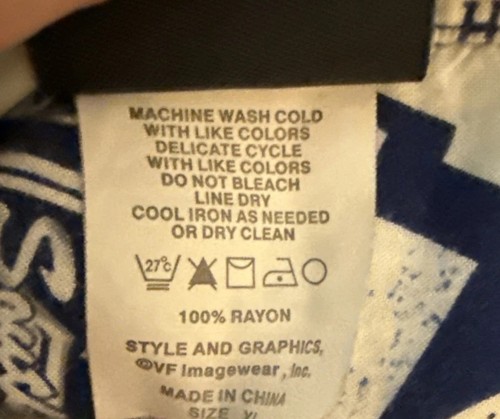 MACHINE WASH COLD
WITH LIKE COLORS
DELICATE CYCLE
WITH LIKE COLORS
DO NOT BLEACH
LINE DRY
COOL IRON AS NEEDED
OR DRY CLEAN
27°c
100% RAYON
STYLE AND GRAPHICS,
©VF Imagewear, Inc.
MADE IN CHINA
SIZE XL